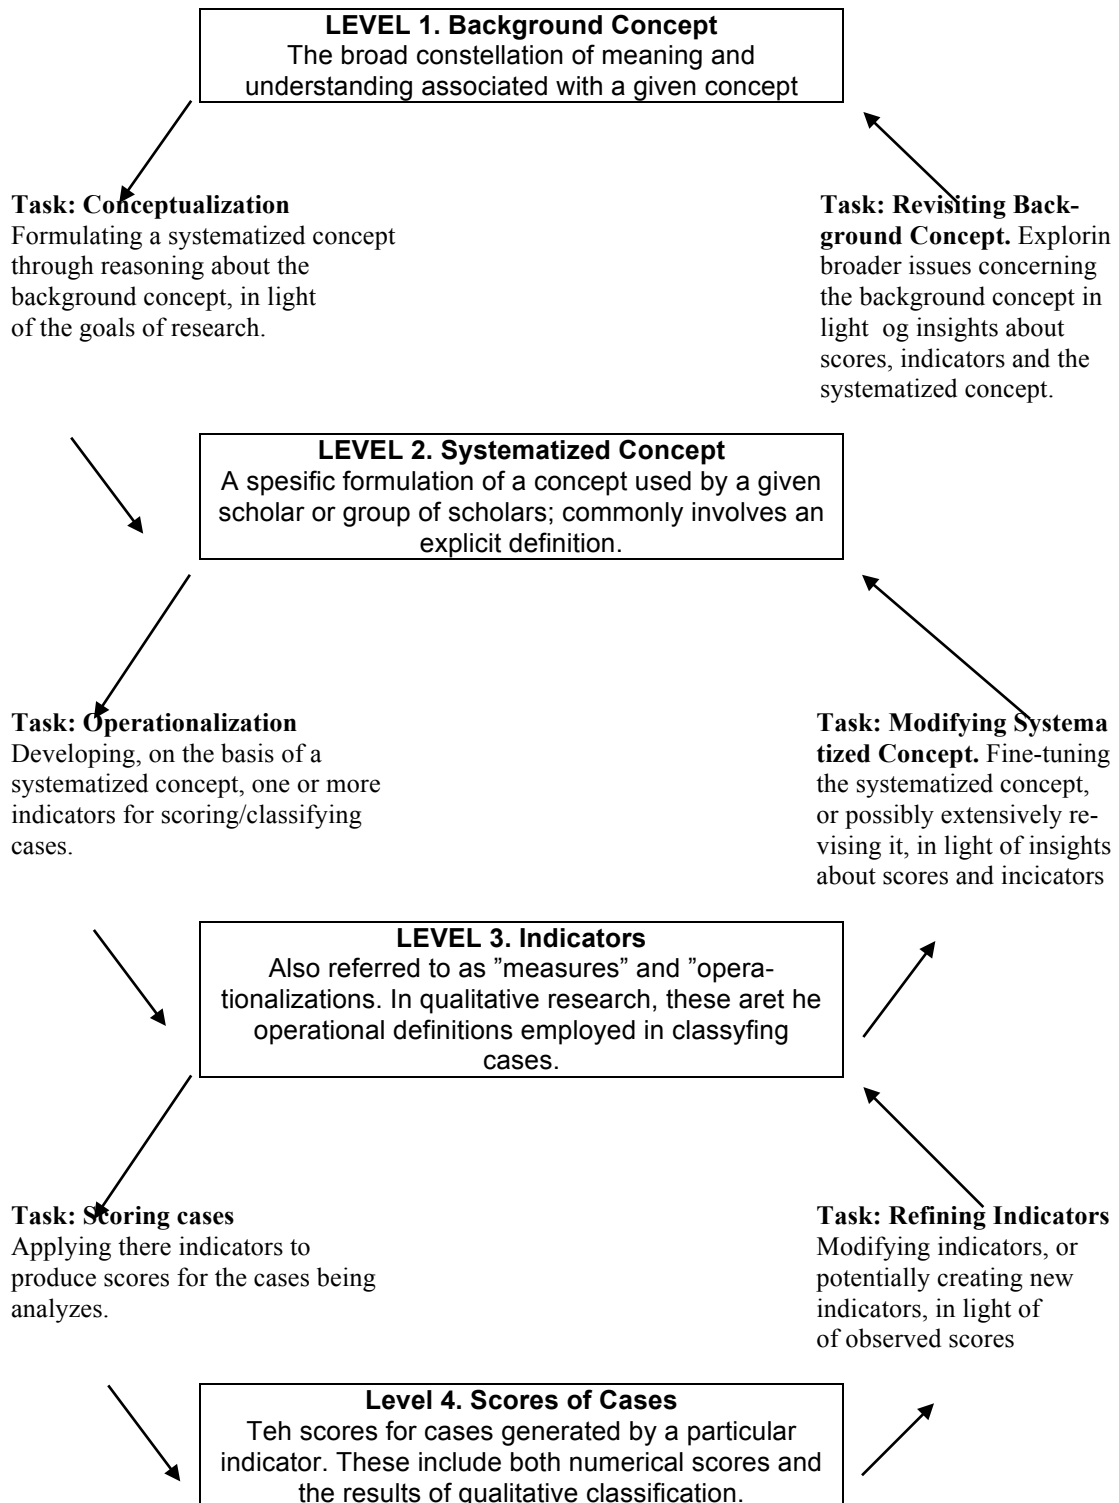 LEVEL 1. Background Concept
The broad constellation of meaning and
understanding associated with a given concept
Task: Conceptualization
Formulating a systematized concept
through reasoning about the
background concept, in light
of the goals of research.
Task: Revisiting Back-
ground Concept. Explorin
broader issues concerning
the background concept in
light og insights about
scores, indicators and the
systematized concept.
LEVEL 2. Systematized Concept
A spesific formulation of a concept used by a given
scholar or group of scholars; commonly involves an
explicit definition.
Task: Operationalization
Developing, on the basis of a
systematized concept, one or more
indicators for scoring/classifying
cases.
Task: Modifying Systema
tized Concept. Fine-tuning
the systematized concept,
or possibly extensively re-
vising it, in light of insights
about scores and incicators
LEVEL 3. Indicators
Also referred to as ”measures” and ”opera-
tionalizations. In qualitative research, these aret he
operational definitions employed in classyfing
cases.
Task: Scoring cases
Applying there indicators to
produce scores for the cases being
analyzes.
Task: Refining Indicators
Modifying indicators, or
potentially creating new
indicators, in light of
of observed scores
Level 4. Scores of Cases
Teh scores for cases generated by a particular
indicator. These include both numerical scores and
the results of qualitative classification.